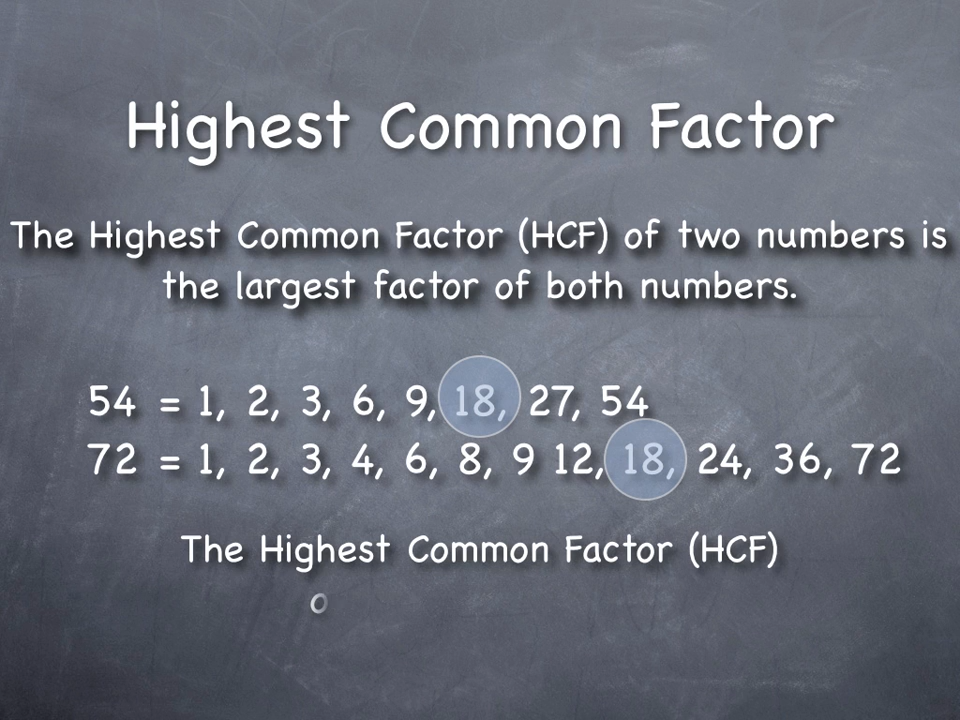 Highest Common Factor
The Highest Common Factor (HCF) of two numbers is
the largest factor of both numbers.
54 = 1, 2, 3, 6, 9, 18, 27, 54
72 = 1, 2, 3, 4, 6, 8, 9 12, 18, 24, 36, 72
The Highest Common Factor (HCF)
o